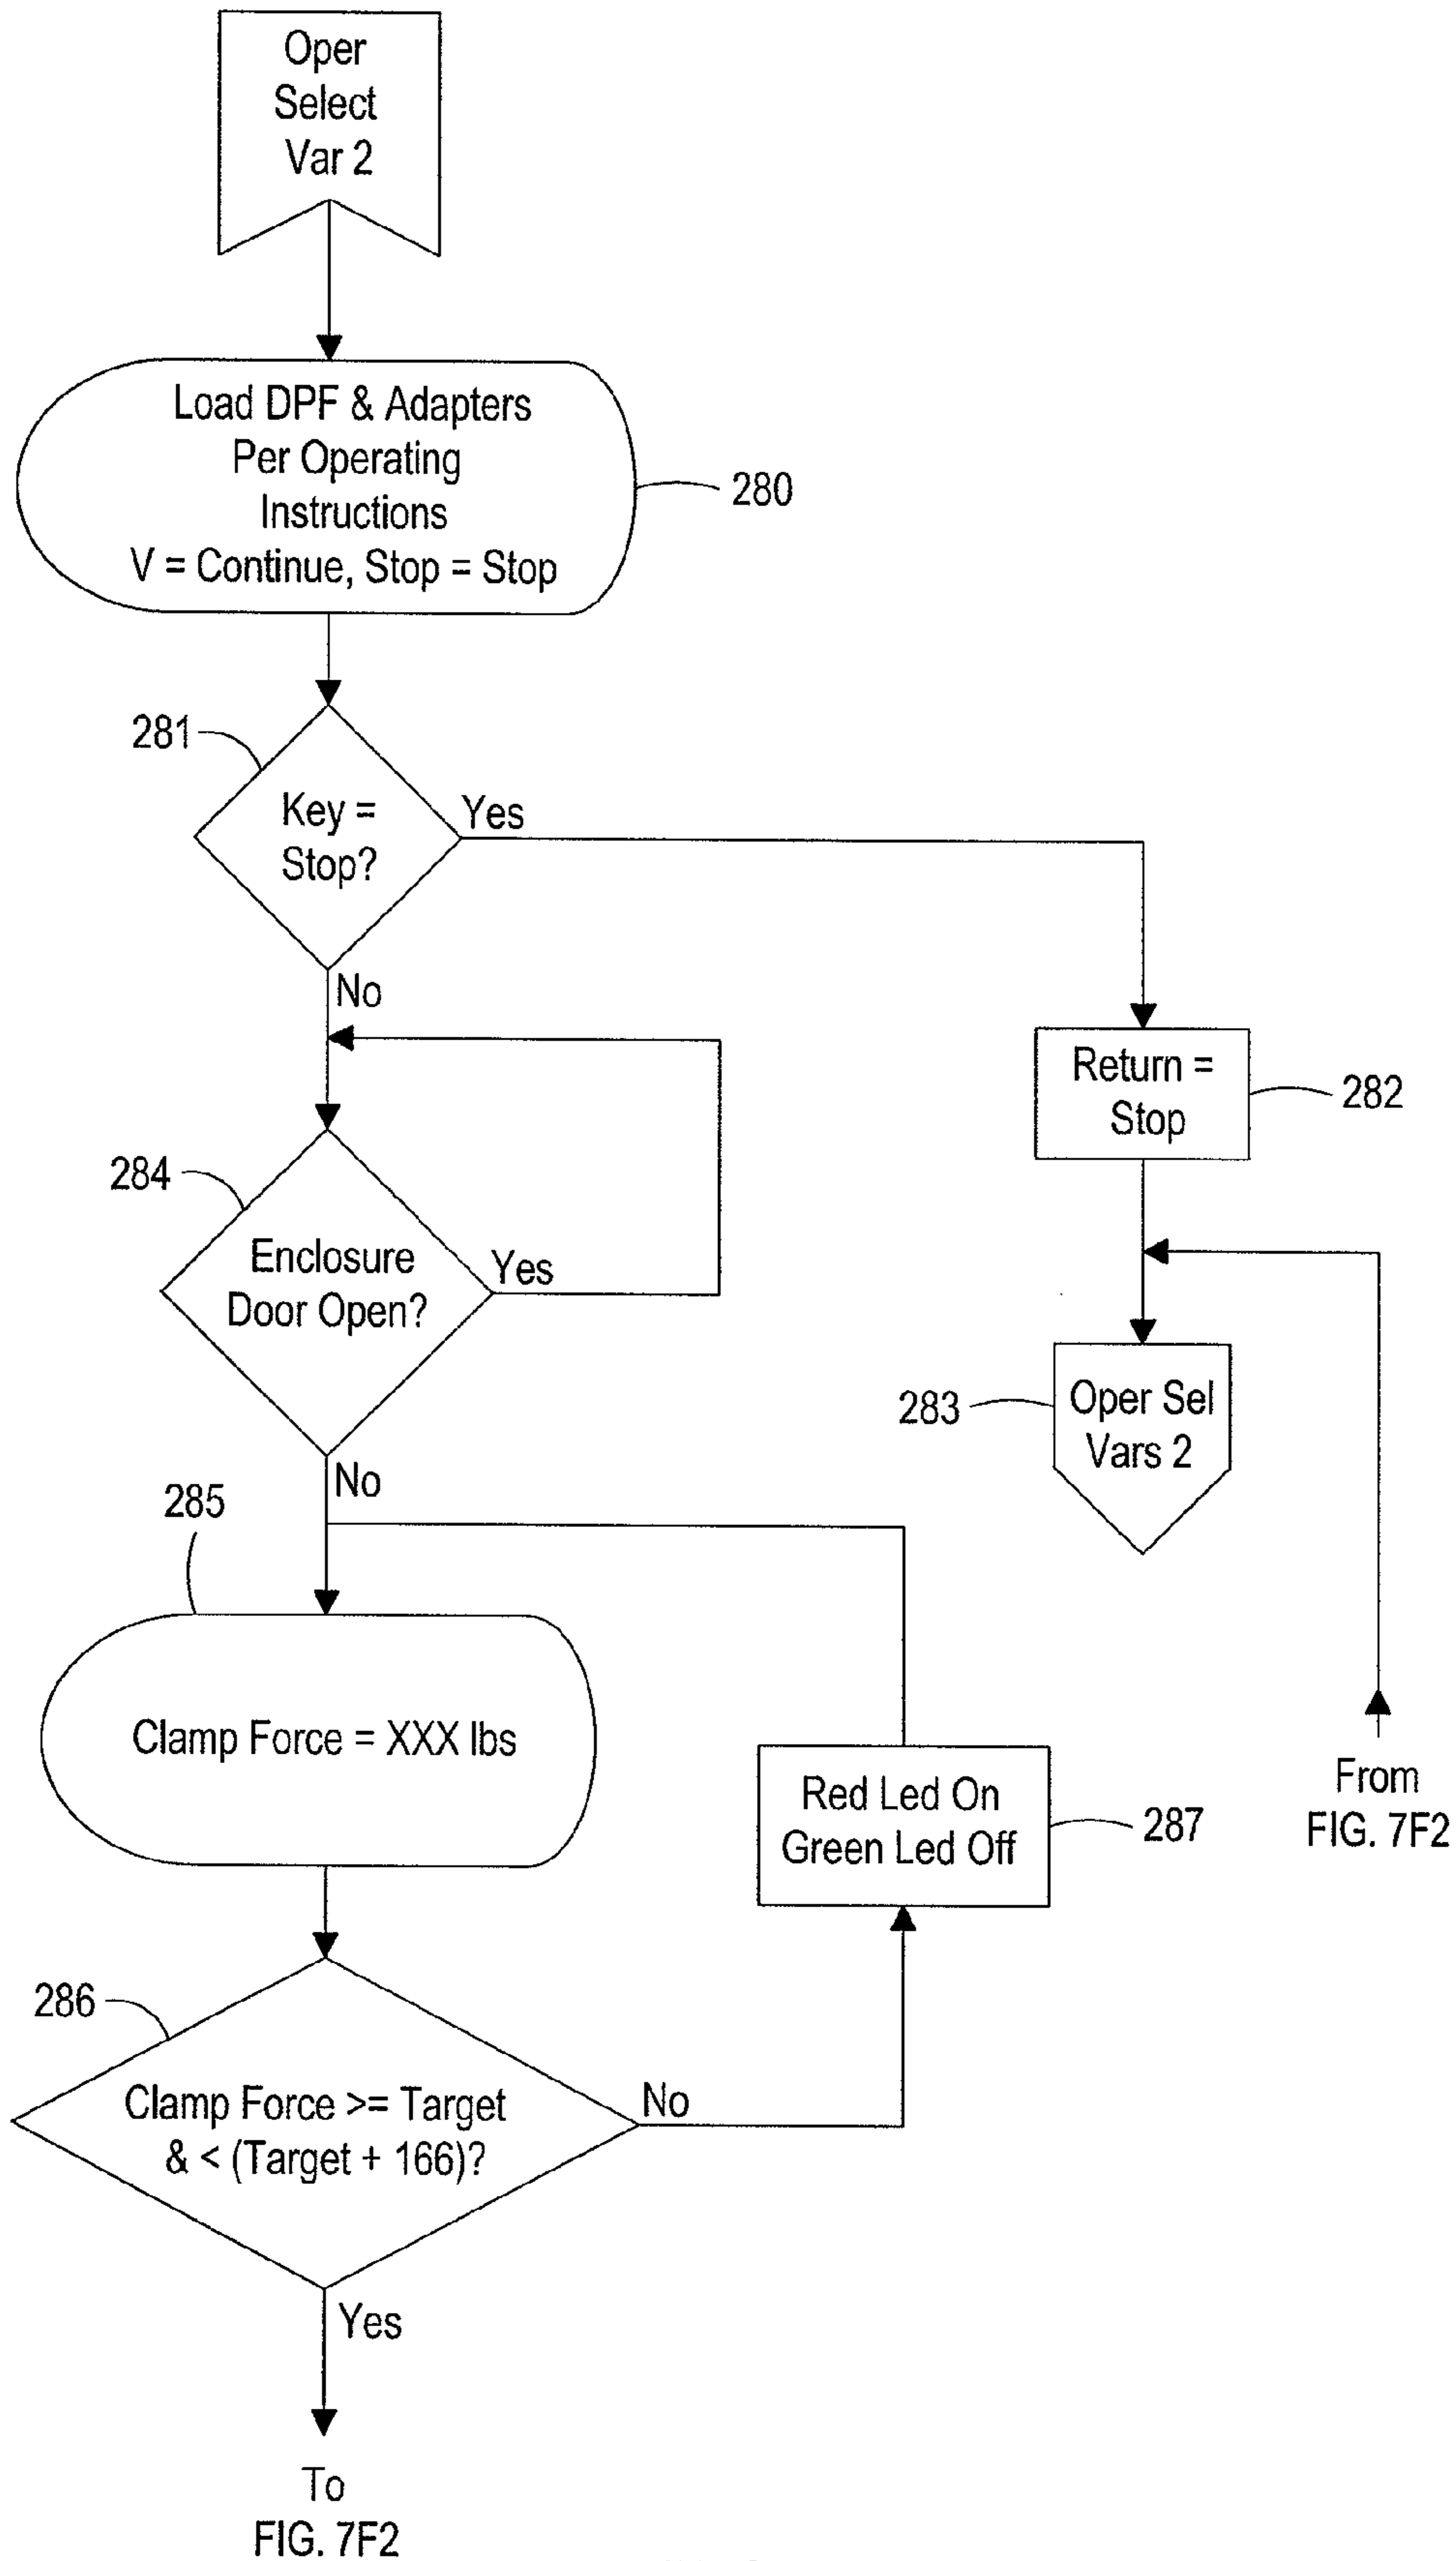 Oper
Select
Var 2
Load DPF & Adapters
Per Operating
Instructions
V = Continue, Stop = Stop
280
281
Key =
Stop?
Yes
No
Return =
Stop
282
284
Enclosure
Door Open?
Yes
No
283
Oper Sel
Vars 2
285
Clamp Force = XXX lbs
Red Led On
Green Led Off
287
From
FIG. 7F2
286
Clamp Force >= Target
& < (Target + 166)?
No
Yes
To
FIG. 7F2